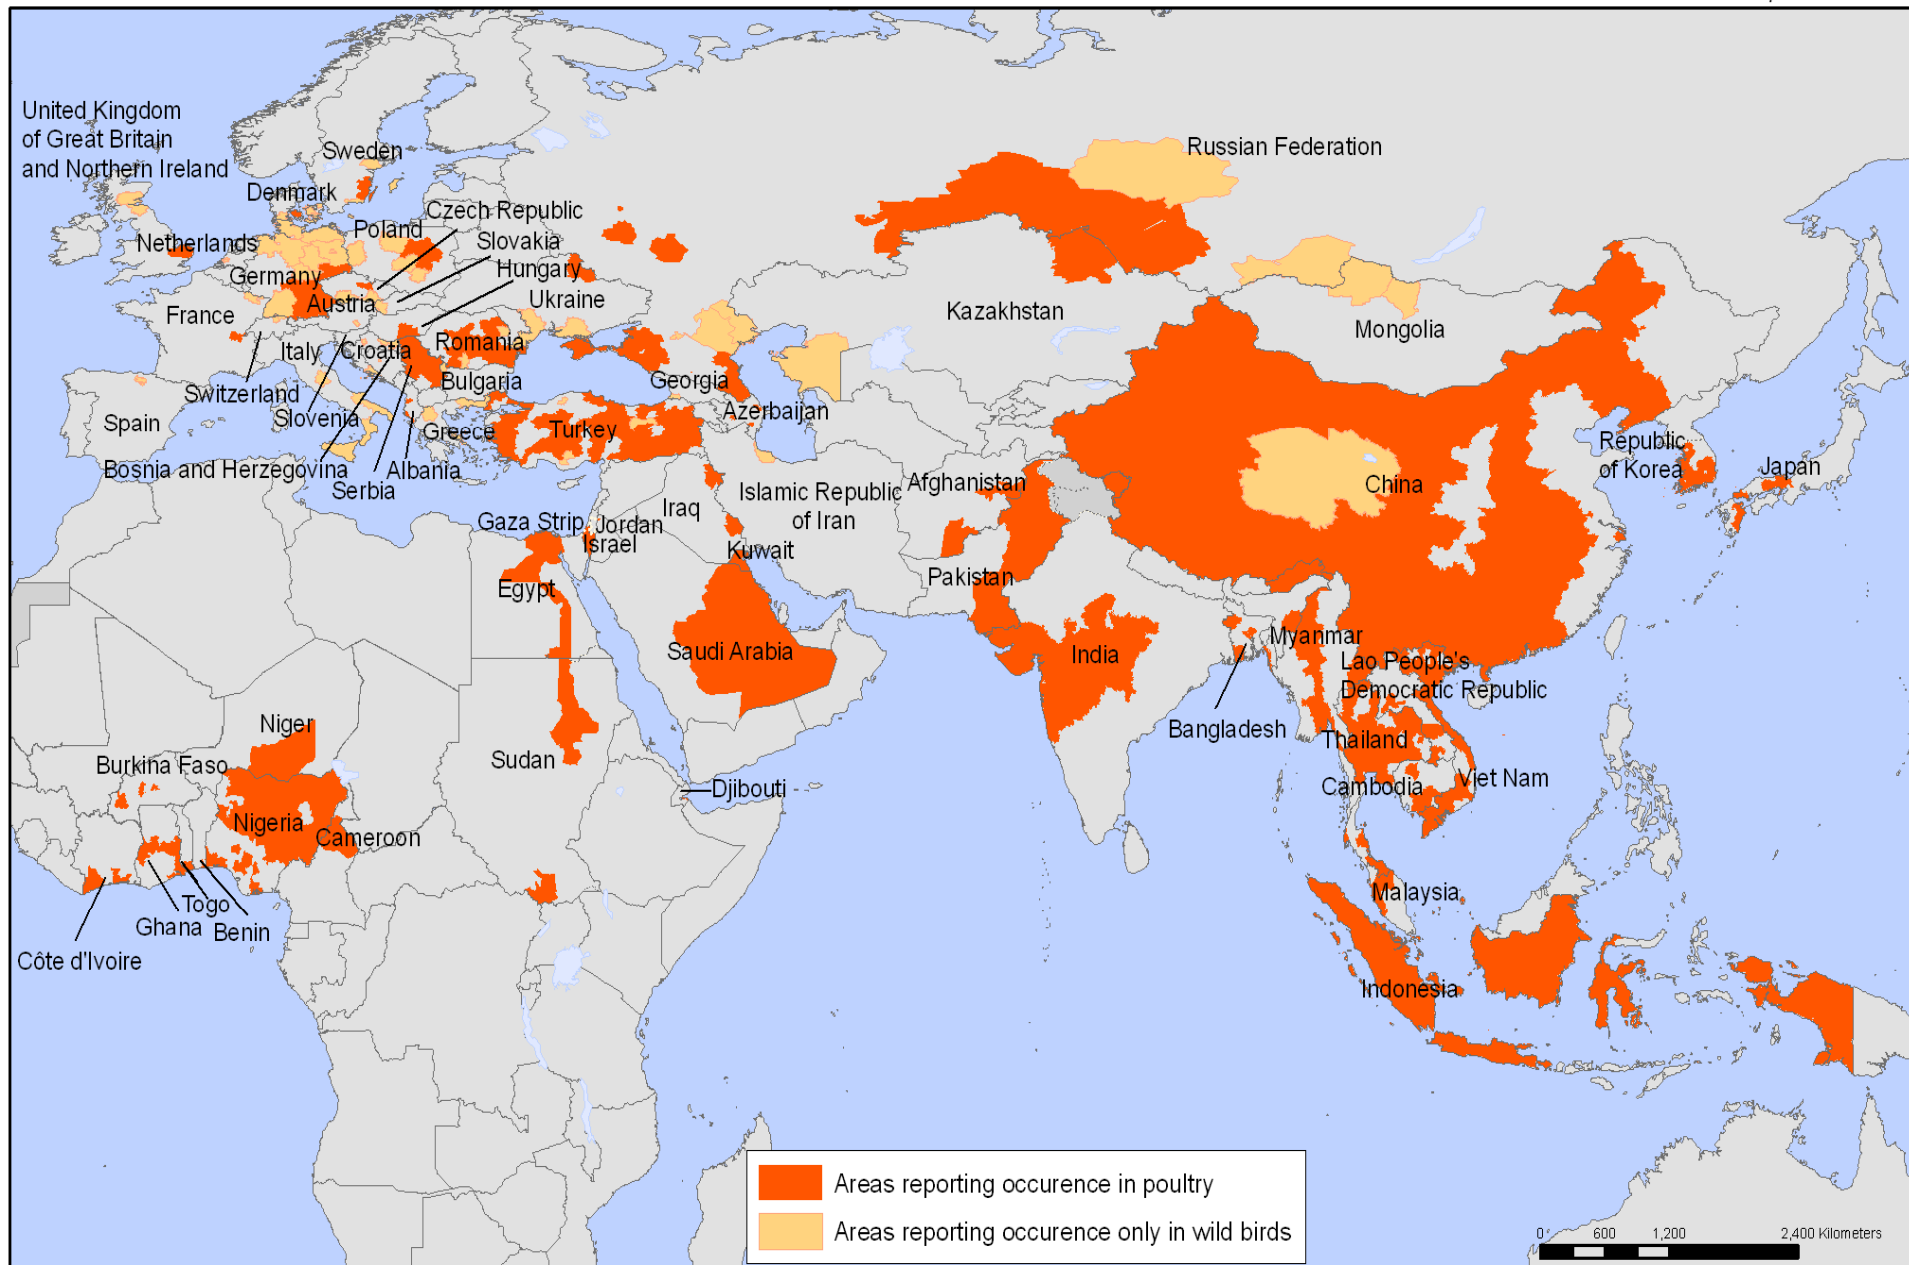 United Kingdom
of Great Britain
and Northern Ireland
Sweden
Russian Federation
Denmark
Czech Republic
Poland
Netherlands
Slovakia
Germany
Hungary
Austria
Ukraine
France
Kazakhstan
Mongolia
Italy
Croatia
Romania
Switzerland
Bulgaria
Georgia
Slovenia
Azerbaijan
Spain
Greece
Turkey
Bosnia and Herzegovina
Albania
Serbia
Republic
of Korea
Japan
China
Afghanistan
Islamic Republic
of Iran
Iraq
Gaza Strip
Jordan
Israel
Kuwait
Egypt
Pakistan
Saudi Arabia
India
Myanmar
Lao People's
Democratic Republic
Bangladesh
Thailand
Niger
Sudan
Burkina Faso
Djibouti
Cambodia
Viet Nam
Nigeria
Cameroon
Togo
Ghana
Benin
Côte d'Ivoire
Malaysia
Indonesia
Areas reporting occurence in poultry
Areas reporting occurence only in wild birds
0 600 1,200 2,400 Kilometers